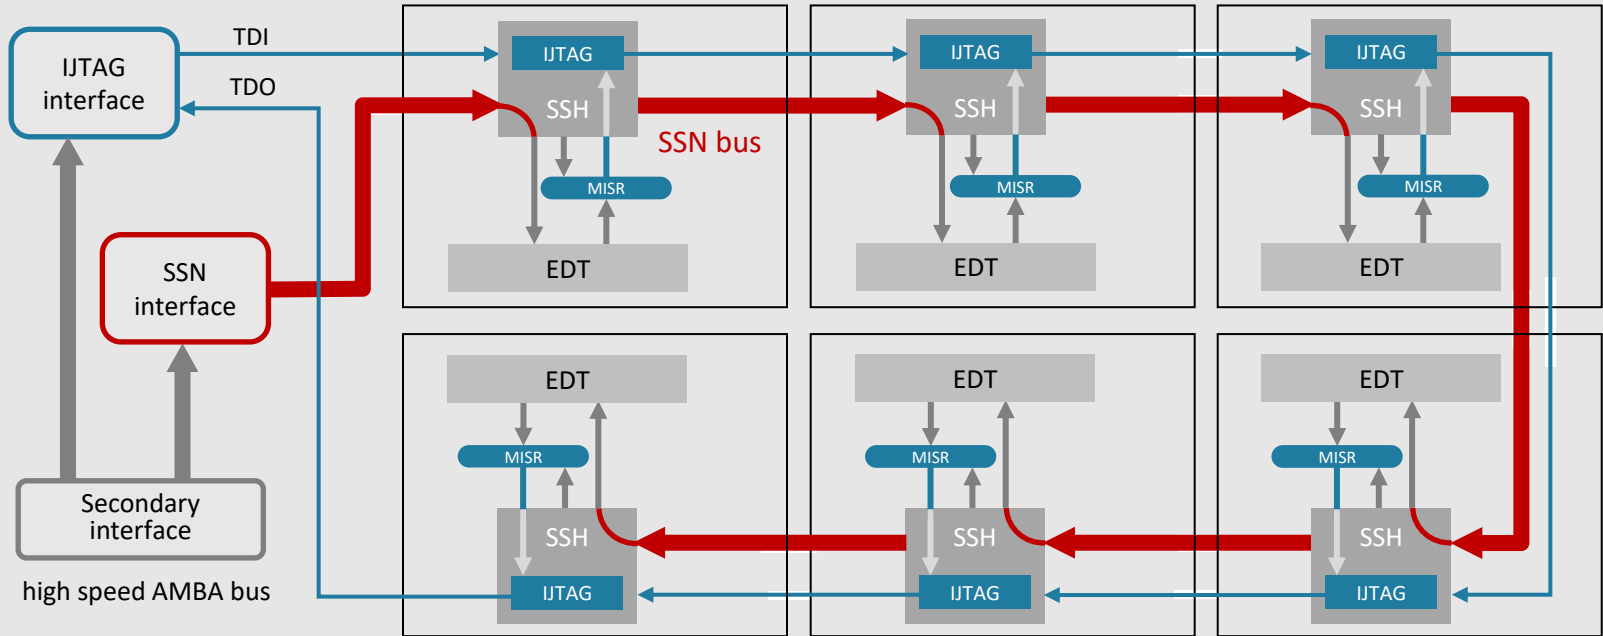 TDI
IJTAG
interface
TDO
IJTAG
SSH
MISR
EDT
SSN bus
IJTAG
SSH
MISR
EDT
IJTAG
SSH
MISR
EDT
SSN
interface
EDT
MISR
SSH
IJTAG
EDT
MISR
SSH
IJTAG
EDT
MISR
SSH
IJTAG
Secondary
interface
high speed AMBA bus